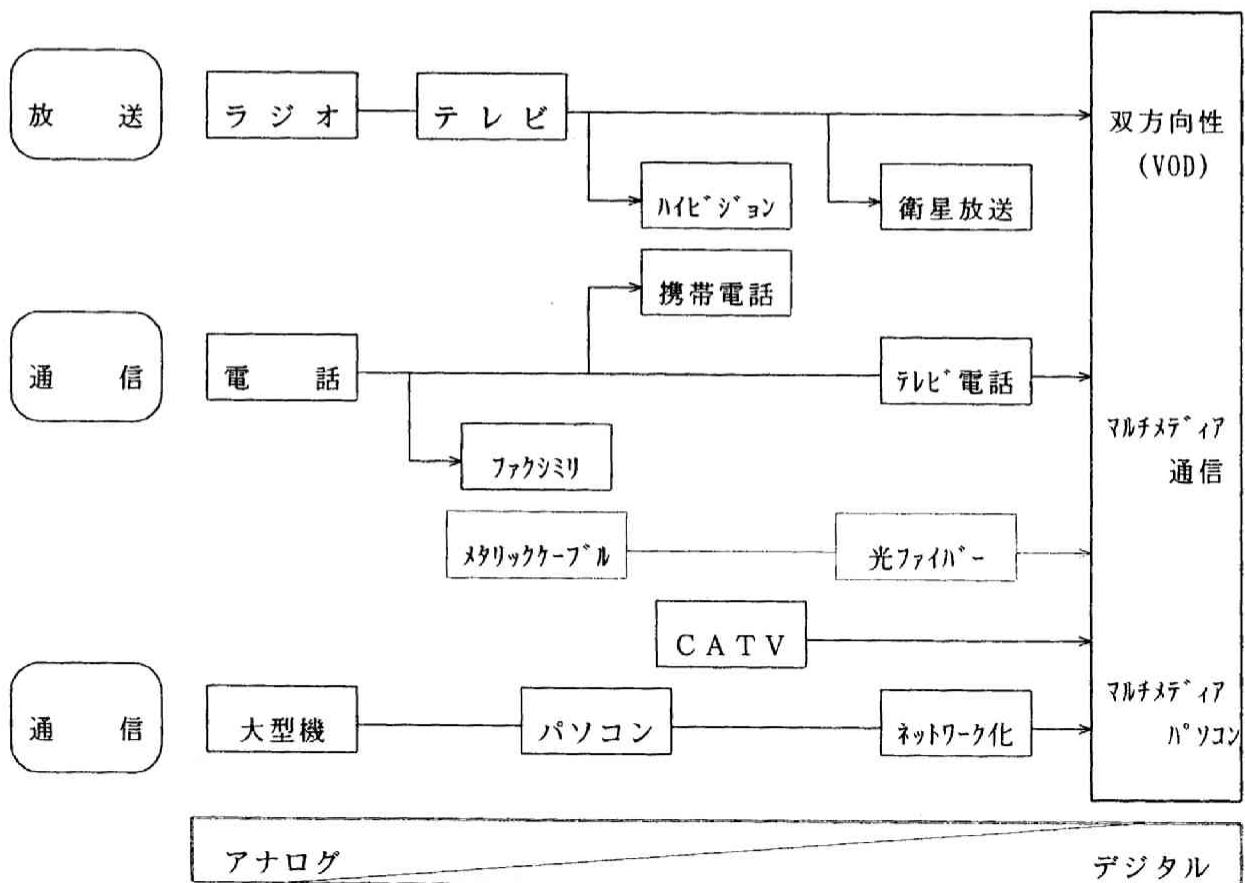 放送
ラジオ
テレビ
双方向性
(VOD)
ﾊｲﾋﾞｼﾞｮﾝ
衛星放送
携帯電話
通信
電話
ﾃﾚﾋﾞ電話
ﾏﾙﾁﾒﾃﾞｨｱ
通信
ﾌｧｸｼﾐﾘ
ﾒﾀﾘｯｸｹｰﾌﾞﾙ
光ﾌｧｲﾊﾞｰ
CATV
通信
大型機
パソコン
ﾈｯﾄﾜｰｸ化
ﾏﾙﾁﾒﾃﾞｨｱ
ﾊﾟｿｺﾝ
アナログ
デジタル